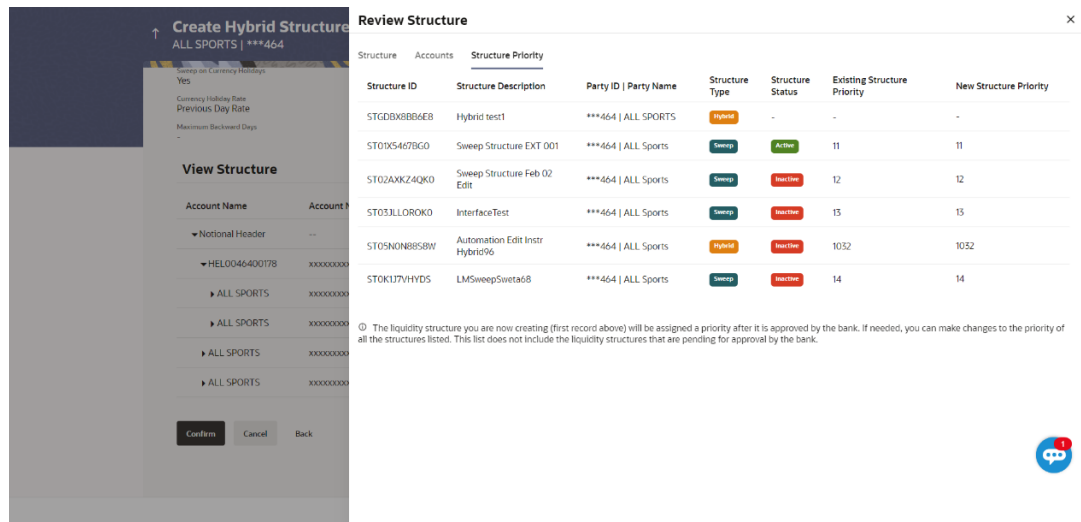 Create Hybrid Structure
ALL SPORTS | ***464
Sweep on Currency Holidays
Yes
Currency Holiday Rate
Previous Day Rate
Maximum Backward Days
-
View Structure
Account Name Account N
Notional Header --
HEL0046400178 xxxxxxxxx
ALL SPORTS xxxxxxxxx
ALL SPORTS xxxxxxxxx
ALL SPORTS xxxxxxxxx
ALL SPORTS xxxxxxxxx
Confirm Cancel Back
Review Structure
Structure Accounts Structure Priority
Structure ID Structure Description Party ID | Party Name Structure Type Structure Status Existing Structure Priority New Structure Priority
STGDBX8BB6E8 Hybrid test1 ***464 | ALL SPORTS Hybrid - - -
ST01X5467BG0 Sweep Structure EXT 001 ***464 | ALL Sports Sweep Active 11 11
ST02AXKZ4QK0 Sweep Structure Feb 02 Edit ***464 | ALL Sports Sweep Inactive 12 12
ST03JLLOROK0 InterfaceTest ***464 | ALL Sports Sweep Inactive 13 13
ST05N0N88S8W Automation Edit Instr Hybrid96 ***464 | ALL Sports Hybrid Inactive 1032 1032
ST0K1J7VHYDS LMSweepSweta68 ***464 | ALL Sports Sweep Inactive 14 14
The liquidity structure you are now creating (first record above) will be assigned a priority after it is approved by the bank. If needed, you can make changes to the priority of
all the structures listed. This list does not include the liquidity structures that are pending for approval by the bank.
1